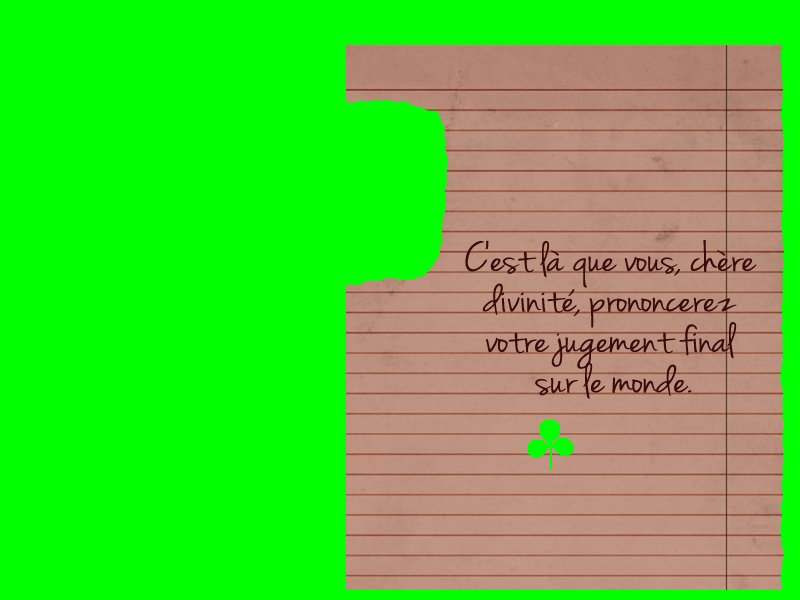 C'est là que vous, chère
divinité, prononcerez
votre jugement final
sur le monde.